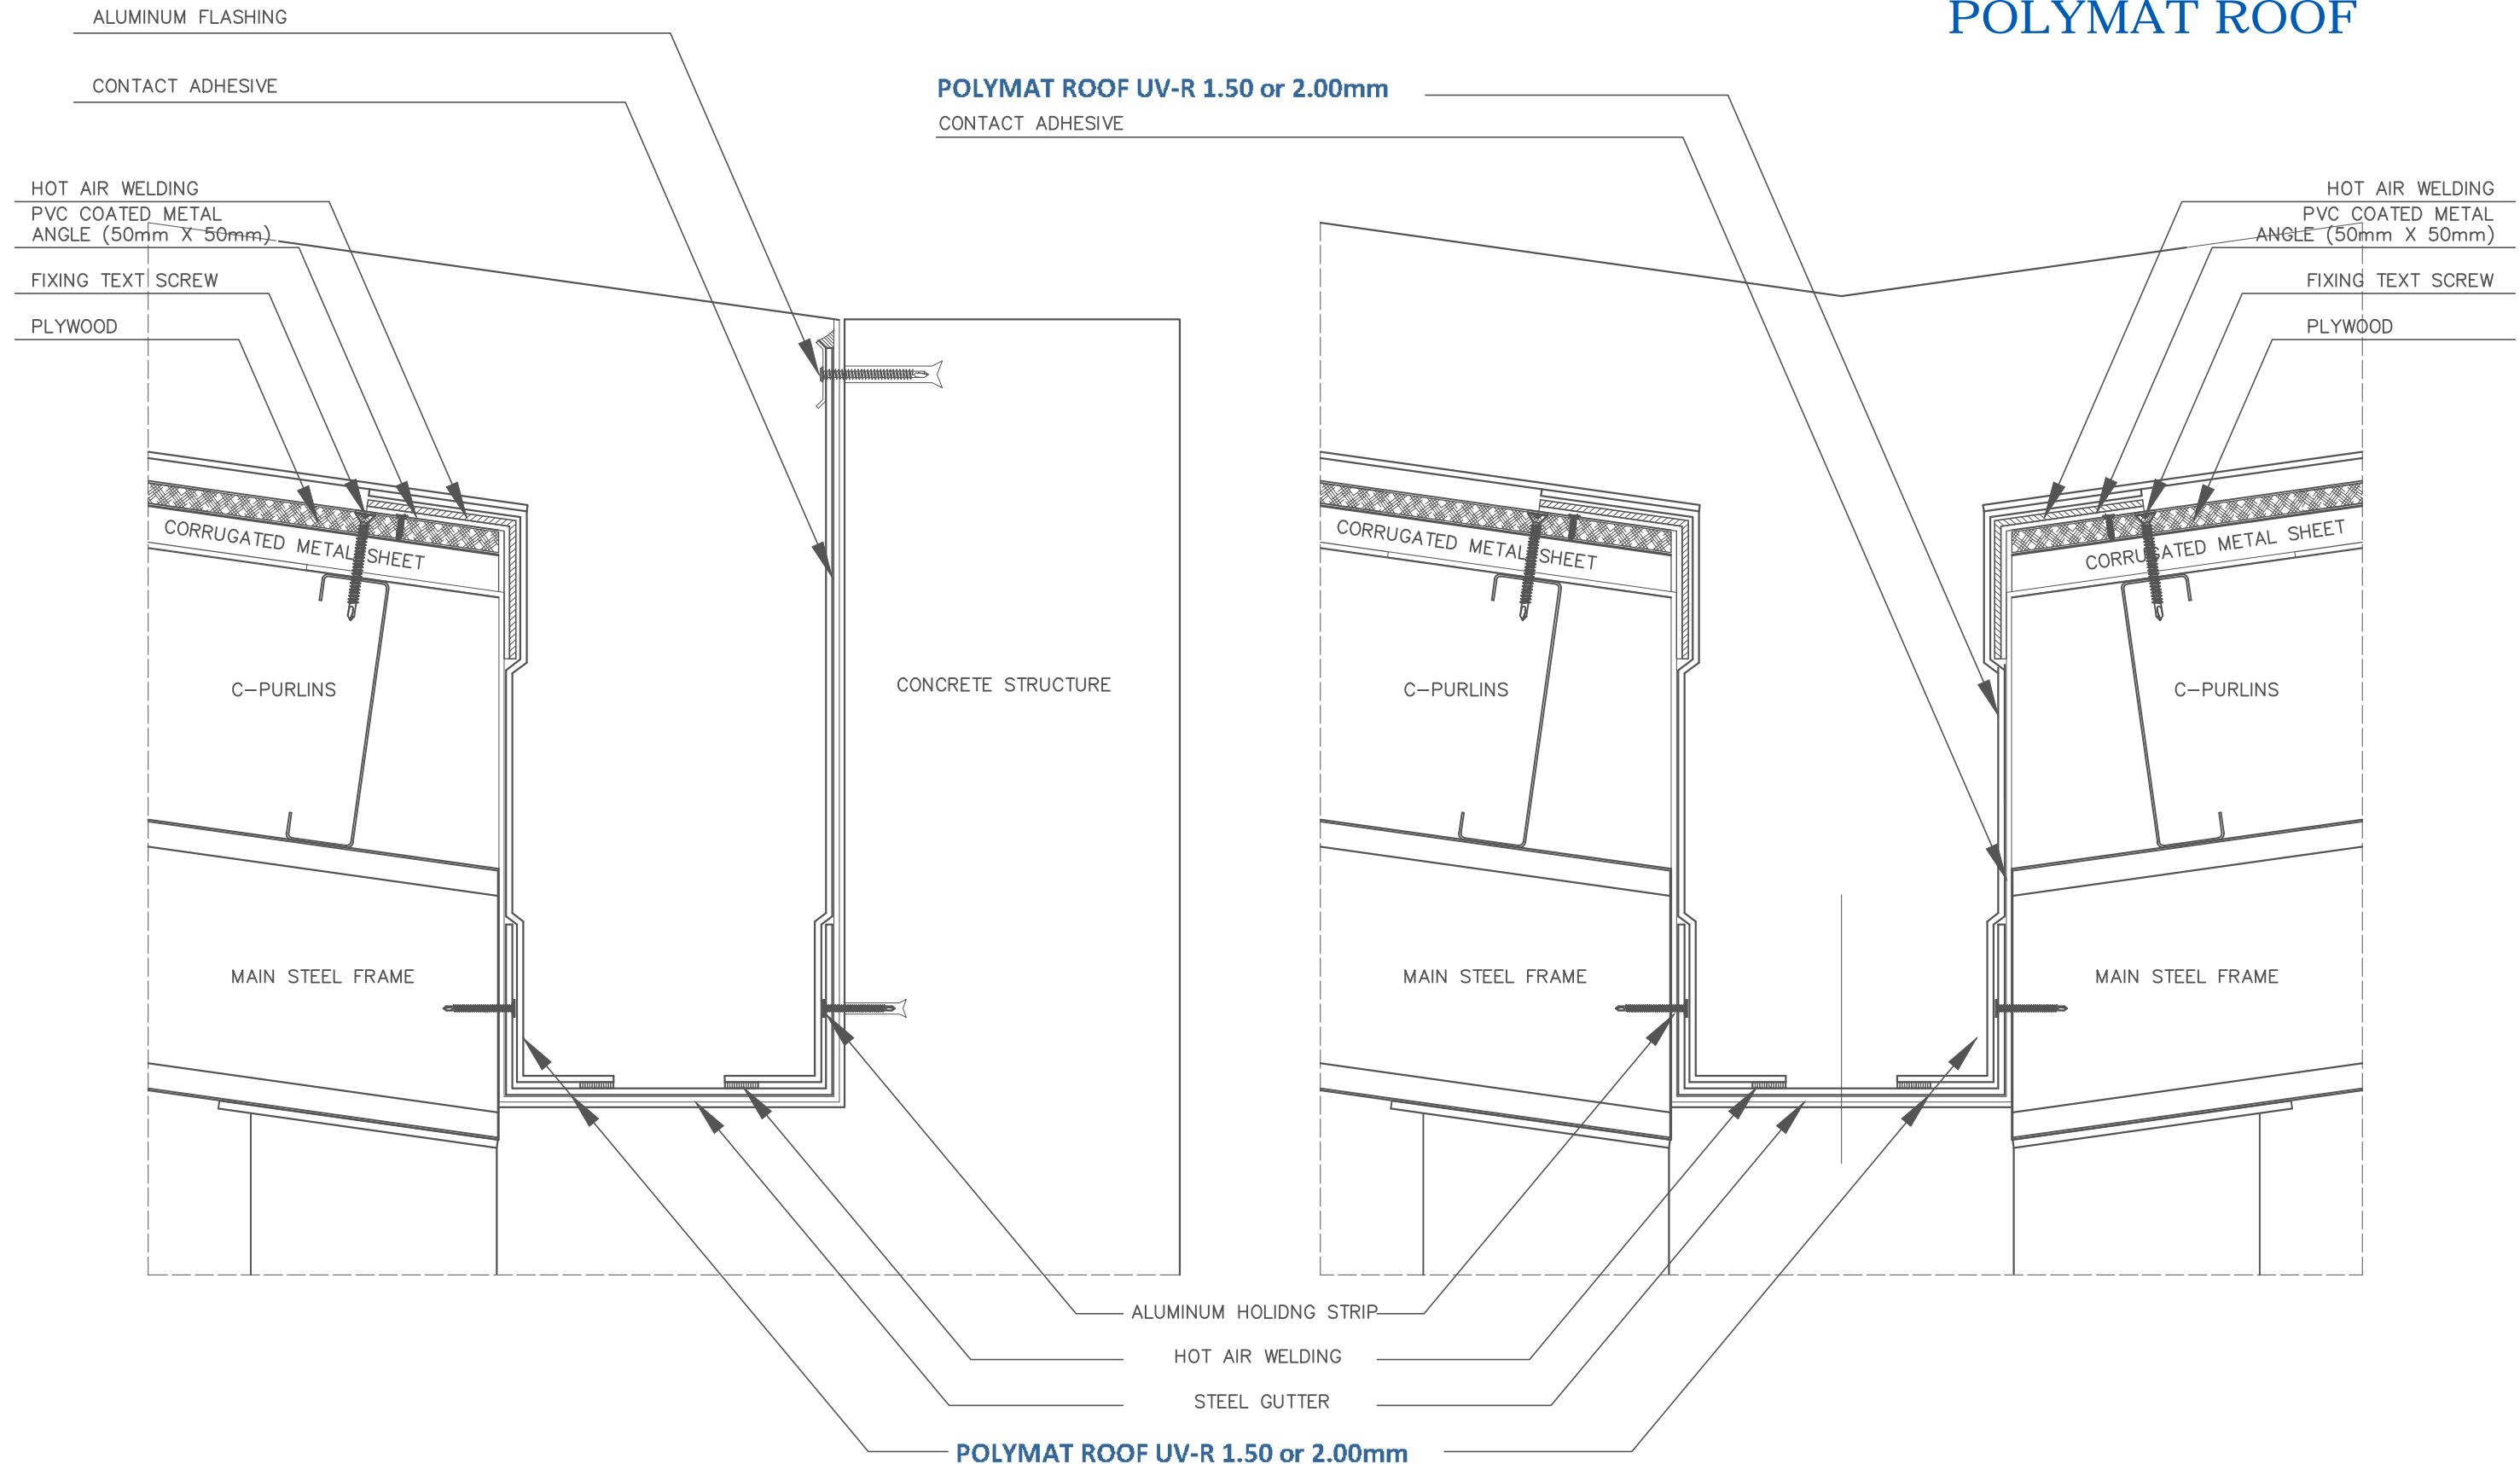 POLYMAT ROOF
ALUMINUM FLASHING
CONTACT ADHESIVE
POLYMAT ROOF UV-R 1.50 or 2.00mm
CONTACT ADHESIVE
HOT AIR WELDING
PVC COATED METAL
ANGLE (50mm X 50mm)
FIXING TEXT SCREW
PLYWOOD
HOT AIR WELDING
PVC COATED METAL
ANGLE (50mm X 50mm)
FIXING TEXT SCREW
PLYWOOD
CORRUGATED METAL SHEET
C-PURLINS
MAIN STEEL FRAME
CONCRETE STRUCTURE
CORRUGATED METAL SHEET
C-PURLINS
MAIN STEEL FRAME
CORRUGATED METAL SHEET
C-PURLINS
MAIN STEEL FRAME
ALUMINUM HOLIDNG STRIP
HOT AIR WELDING
STEEL GUTTER
POLYMAT ROOF UV-R 1.50 or 2.00mm